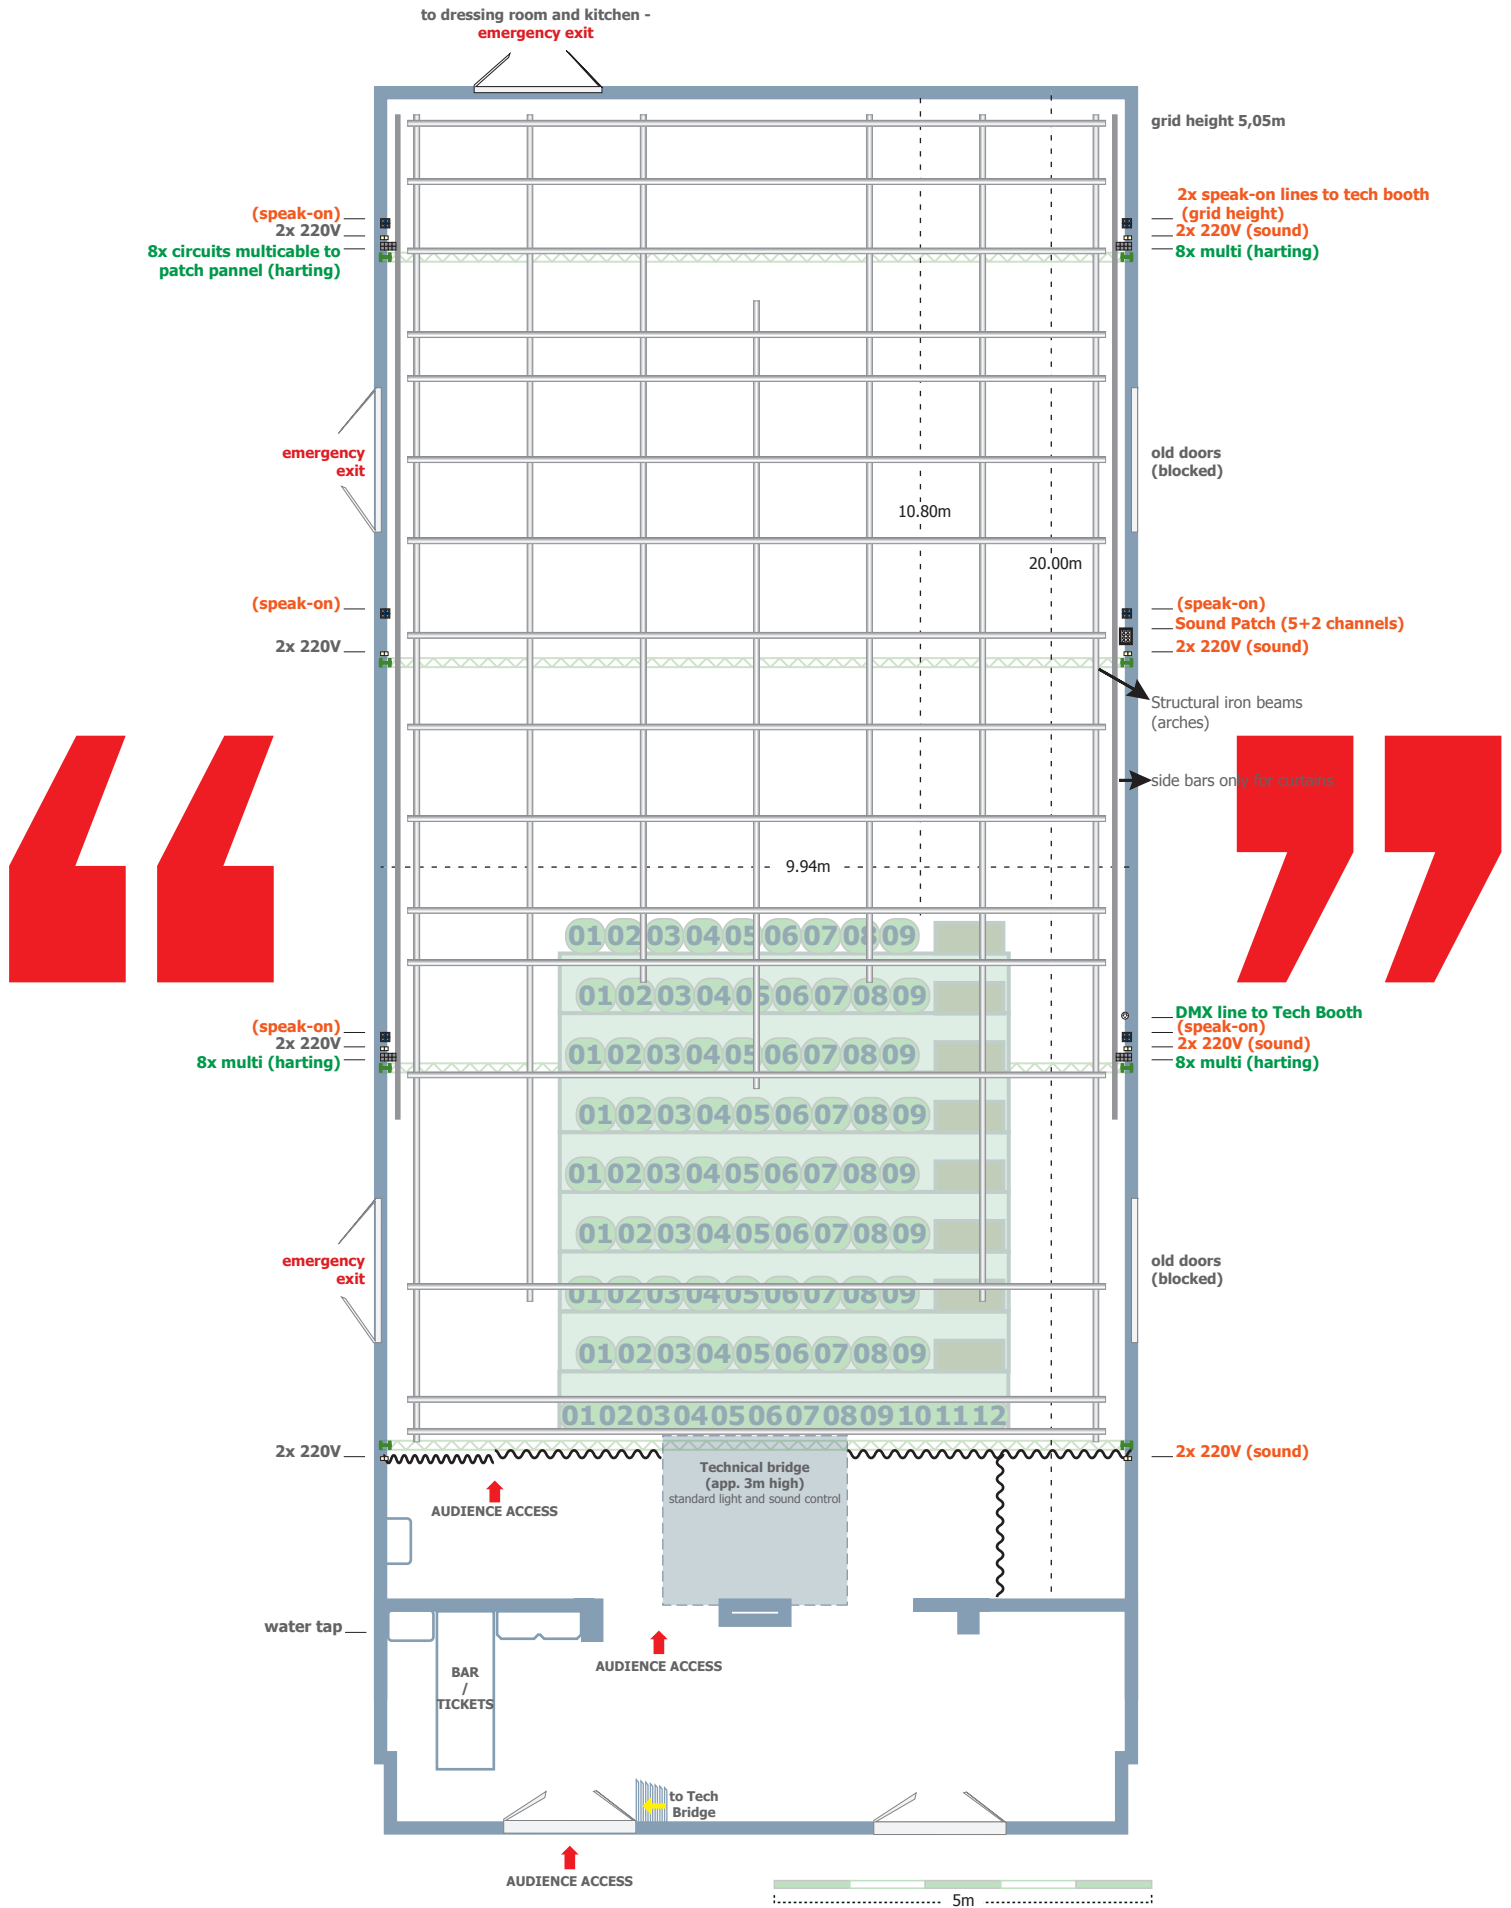 to dressing room and kitchen -
emergency exit
grid height 5,05m
2x speak-on lines to tech booth
(grid height)
(speak-on)
2x 220V
2x 220V (sound)
8x circuits multicable to
patch pannel (harting)
8x multi (harting)
emergency
exit
old doors
(blocked)
10.80m
20.00m
(speak-on)
(speak-on)
Sound Patch (5+2 channels)
2x 220V
2x 220V (sound)
Structural iron beams
(arches)
“
”
side bars only for curtains
9.94m
01 02 03 04 05 06 07 08 09
01 02 03 04 05 06 07 08 09
DMX line to Tech Booth
(speak-on)
(speak-on)
2x 220V
2x 220V (sound)
8x multi (harting)
8x multi (harting)
01 02 03 04 05 06 07 08 09
01 02 03 04 05 06 07 08 09
01 02 03 04 05 06 07 08 09
01 02 03 04 05 06 07 08 09
emergency
exit
old doors
(blocked)
01 02 03 04 05 06 07 08 09
01 02 03 04 05 06 07 08 09
01 02 03 04 05 06 07 08 09 10 11 12
2x 220V
2x 220V (sound)
Technical bridge
(app. 3m high)
standard light and sound control
AUDIENCE ACCESS
water tap
AUDIENCE ACCESS
BAR
/
TICKETS
to Tech
Bridge
AUDIENCE ACCESS
5m